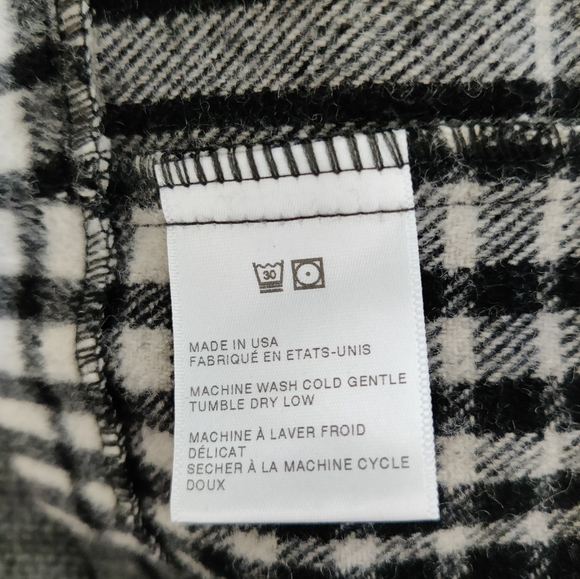 30
MADE IN USA
FABRIQUÉ EN ETATS-UNIS
MACHINE WASH COLD GENTLE
TUMBLE DRY LOW
MACHINE À LAVER FROID
DÉLICAT
SECHER À LA MACHINE CYCLE
DOUX